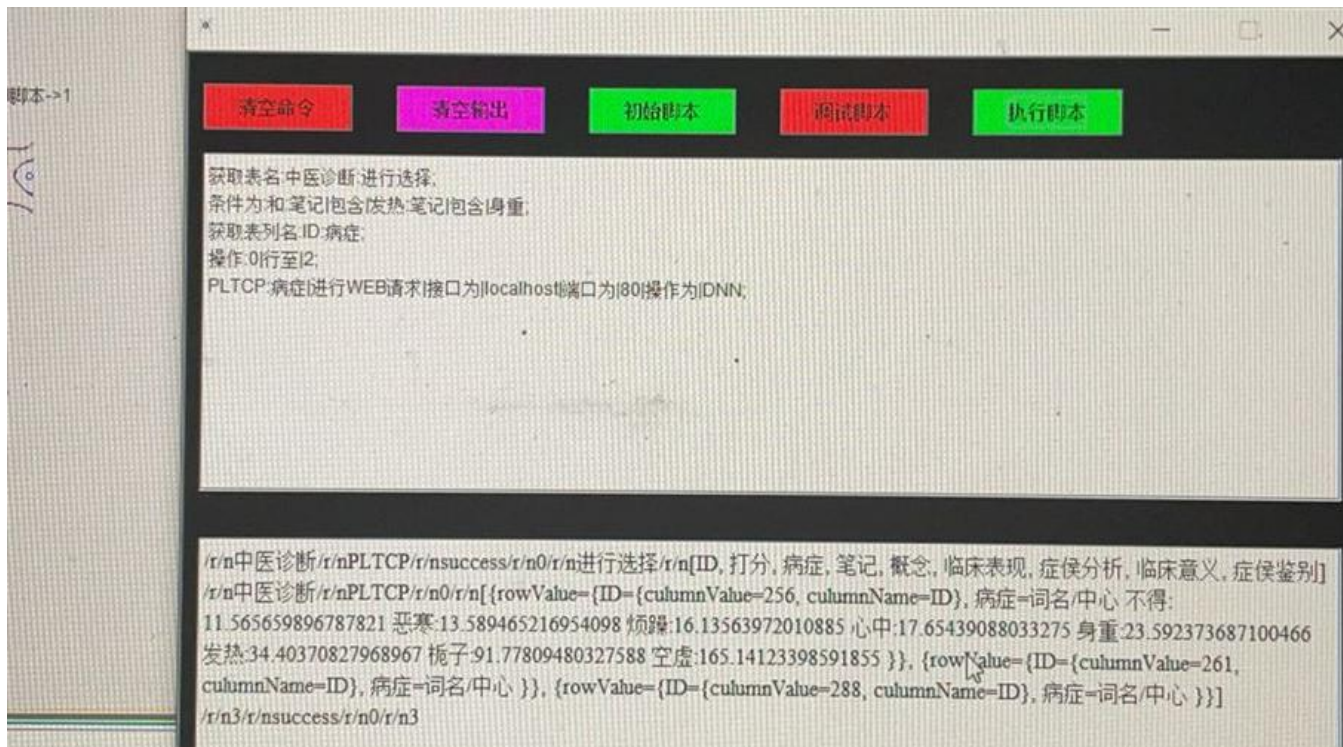 脚本->1
清空命令
清空输出
初始脚本
调试脚本
执行脚本
获取表名:中医诊断:进行选择;
条件为:和:笔记|包含|发热:笔记|包含|身重;
获取表列名:ID:病症;
操作:0|行至|2;
PLTCP:病症|进行WEB请求|接口为|localhost|端口为|80|操作为|DNN;
/r/n中医诊断/r/nPLTCP/r/nsuccess/r/n0/r/n进行选择/r/n[ID, 打分, 病症, 笔记, 概念, 临床表现, 症侯分析, 临床意义, 症侯鉴别]
/r/n中医诊断/r/nPLTCP/r/n0/r/n[{rowValue={ID={culumnValue=256, culumnName=ID}, 病症=词名/中心 不得:
11.565659896787821 恶寒:13.589465216954098 烦躁:16.13563972010885 心中:17.65439088033275 身重:23.592373687100466
发热:34.40370827968967 栀子:91.77809480327588 空虚:165.14123398591855 }}, {rowValue={ID={culumnValue=261,
culumnName=ID}, 病症=词名/中心 }}, {rowValue={ID={culumnValue=288, culumnName=ID}, 病症=词名/中心 }}]
/r/n3/r/nsuccess/r/n0/r/n3